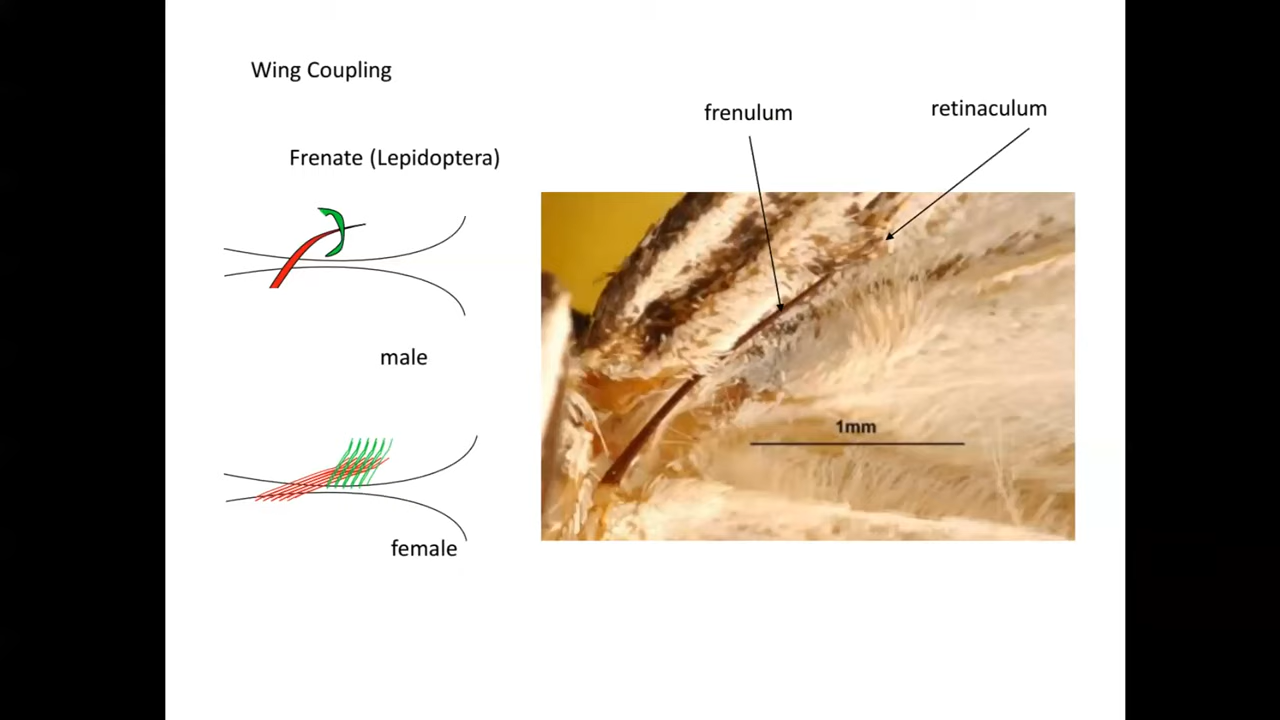 Wing Coupling
frenulum
retinaculum
Frenate (Lepidoptera)
male
1mm
female